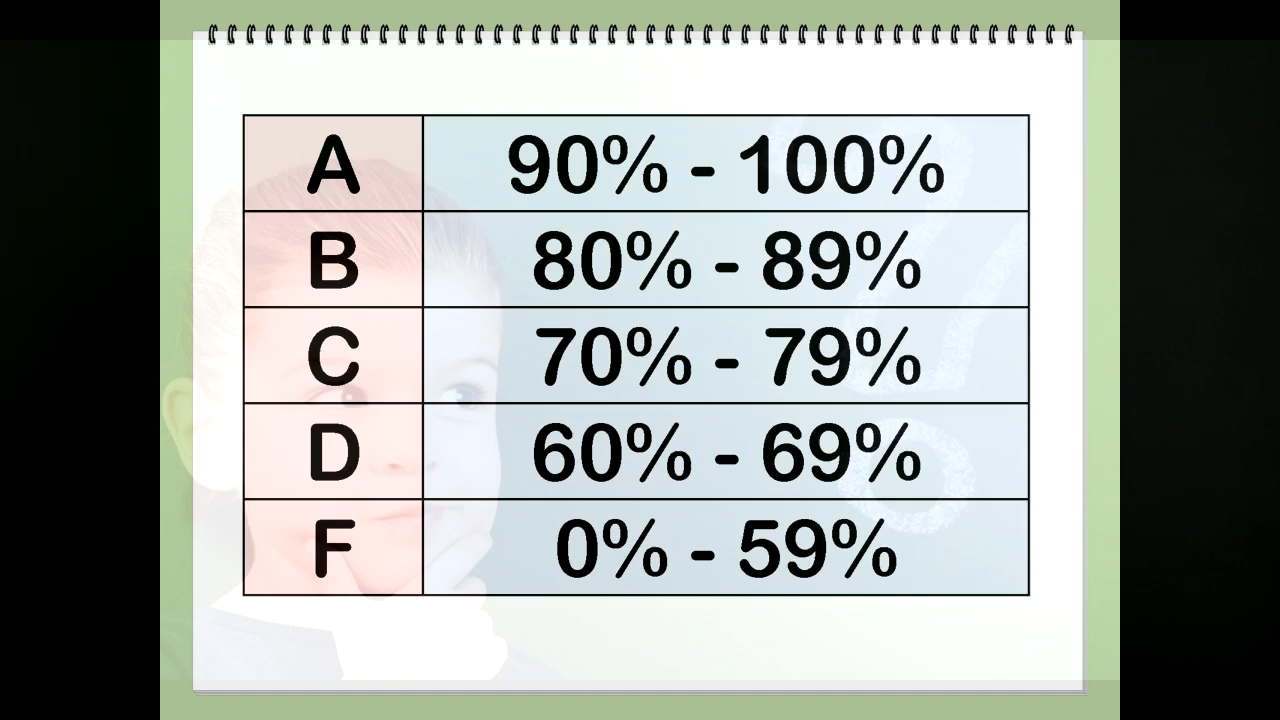 A 90% - 100%
B 80% - 89%
C 70% - 79%
D 60% - 69%
F 0% - 59%